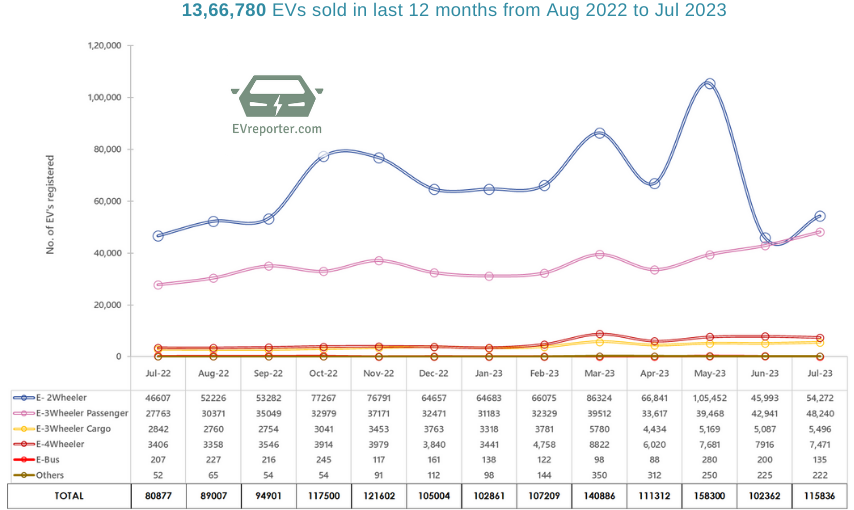 13,66,780 EVs sold in last 12 months from Aug 2022 to Jul 2023
1,20,000
1,00,000
80,000
60,000
40,000
20,000
0
No. of EV's registered
EVreporter.com
Jul-22 Aug-22 Sep-22 Oct-22 Nov-22 Dec-22 Jan-23 Feb-23 Mar-23 Apr-23 May-23 Jun-23 Jul-23
E- 2Wheeler 46607 52226 53282 77267 76791 64657 64683 66075 86324 66,841 1,05,452 45,993 54,272
E-3Wheeler Passenger 27763 30371 35049 32979 37171 32471 31183 32329 39512 33,617 39,468 42,941 48,240
E-3Wheeler Cargo 2842 2760 2754 3041 3453 3763 3318 3781 5780 4,434 5,169 5,087 5,496
E-4Wheeler 3406 3358 3546 3914 3979 3,840 3441 4,758 8822 6,020 7,681 7916 7,471
E-Bus 207 227 216 245 117 161 138 122 98 88 280 200 135
Others 52 65 54 54 91 112 98 144 350 312 250 225 222
TOTAL 80877 89007 94901 117500 121602 105004 102861 107209 140886 111312 158300 102362 115836